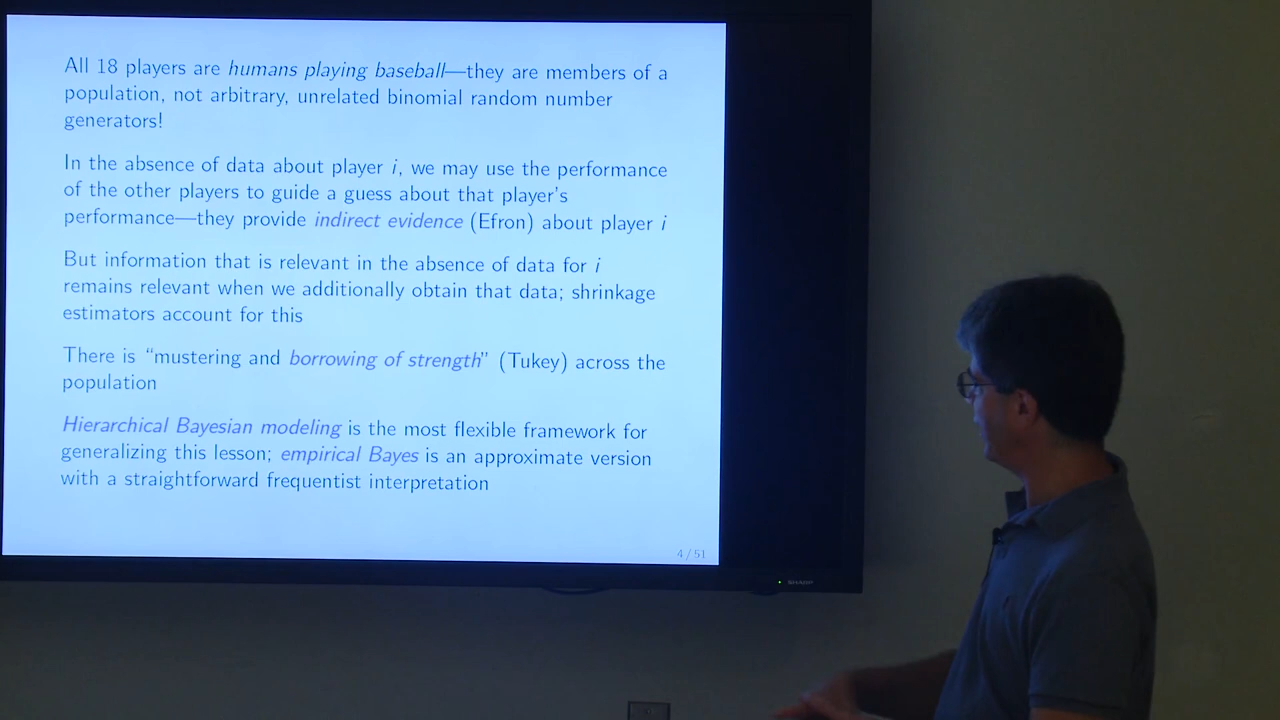 All 18 players are humans playing baseball—they are members of a
population, not arbitrary, unrelated binomial random number
generators!
In the absence of data about player i, we may use the performance
of the other players to guide a guess about that player's
performance—they provide indirect evidence (Efron) about player i
But information that is relevant in the absence of data for i
remains relevant when we additionally obtain that data; shrinkage
estimators account for this
There is “mustering and borrowing of strength” (Tukey) across the
population
Hierarchical Bayesian modeling is the most flexible framework for
generalizing this lesson; empirical Bayes is an approximate version
with a straightforward frequentist interpretation
4 / 51